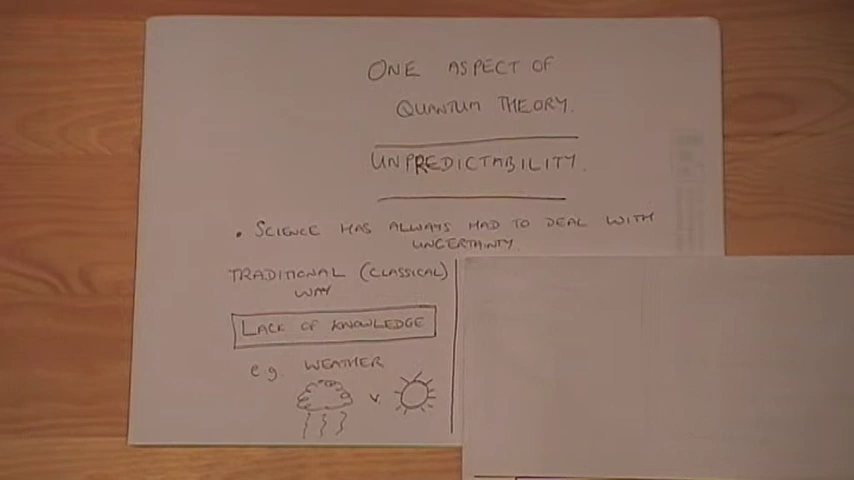 ONE ASPECT OF
QUANTUM THEORY.
UNPREDICTABILITY.
• SCIENCE HAS ALWAYS HAD TO DEAL WITH
UNCERTAINTY
TRADITIONAL (CLASSICAL)
WAY
LACK OF KNOWLEDGE
e.g. WEATHER
v.